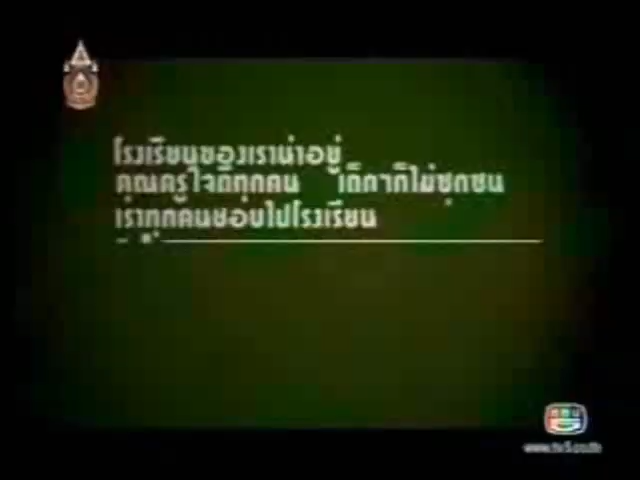 โรงเรียนของเราน่าอยู่
คุณครูใจดีทุกคน เด็กๆก็ไม่ซุกซน
เราทุกคนชอบไปโรงเรียน